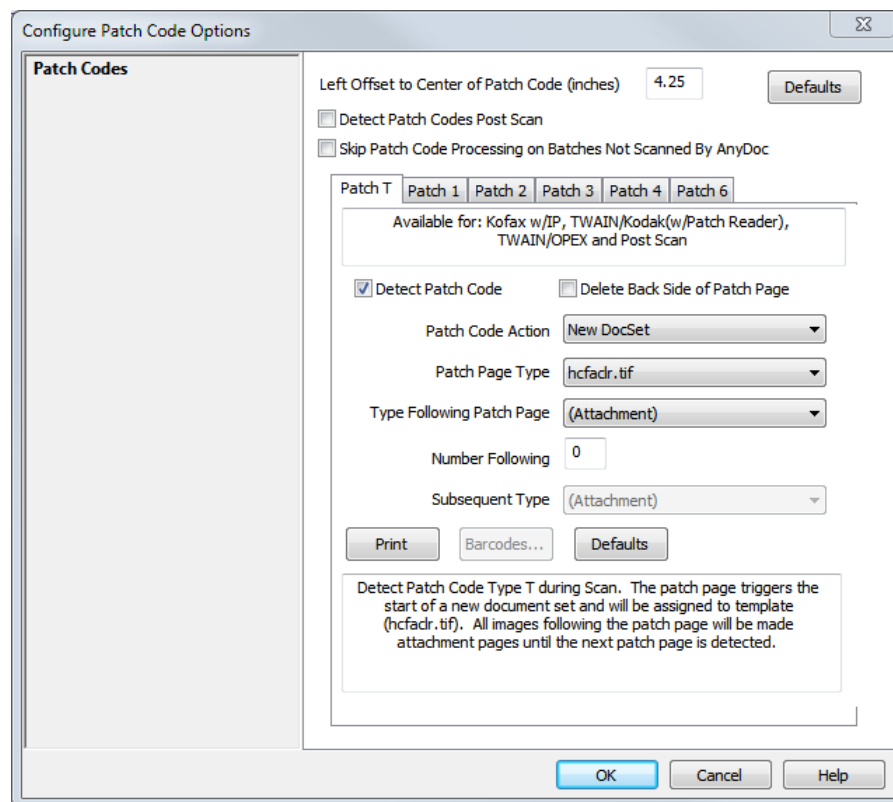 Configure Patch Code Options
Patch Codes
Left Offset to Center of Patch Code (inches) 4.25 Defaults
Detect Patch Codes Post Scan
Skip Patch Code Processing on Batches Not Scanned By AnyDoc
Patch T Patch 1 Patch 2 Patch 3 Patch 4 Patch 6
Available for: Kofax w/IP, TWAIN/Kodak(w/Patch Reader),
TWAIN/OPEX and Post Scan
Detect Patch Code Delete Back Side of Patch Page
Patch Code Action New DocSet
Patch Page Type hcfaclr.tif
Type Following Patch Page (Attachment)
Number Following 0
Subsequent Type (Attachment)
Print Barcodes... Defaults
Detect Patch Code Type T during Scan. The patch page triggers the
start of a new document set and will be assigned to template
(hcfaclr.tif). All images following the patch page will be made
attachment pages until the next patch page is detected.
OK Cancel Help